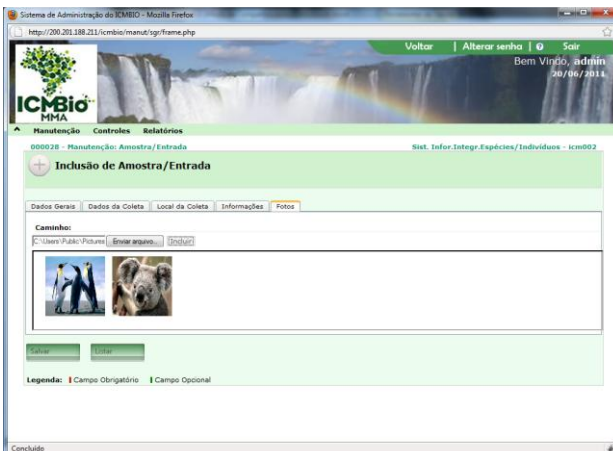 Sistema de Administração do ICMBIO - Mozilla Firefox
http://200.201.188.211/icmbio/manut/sgr/frame.php
Voltar | Alterar senha | ? Sair
Bem Vindo, admin
20/06/2011
ICMBio
MMA
Manutenção Controles Relatórios
000028 - Manutenção: Amostra/Entrada Sist. Infor.Integr.Espécies/Indivíduos - icm002
Inclusão de Amostra/Entrada
Dados Gerais Dados da Coleta Local da Coleta Informações Fotos
Caminho:
C:\Users\Public\Pictures Enviar arquivo... [Incluir]
Salvar Listar
Legenda: Campo Obrigatório Campo Opcional
Concluído